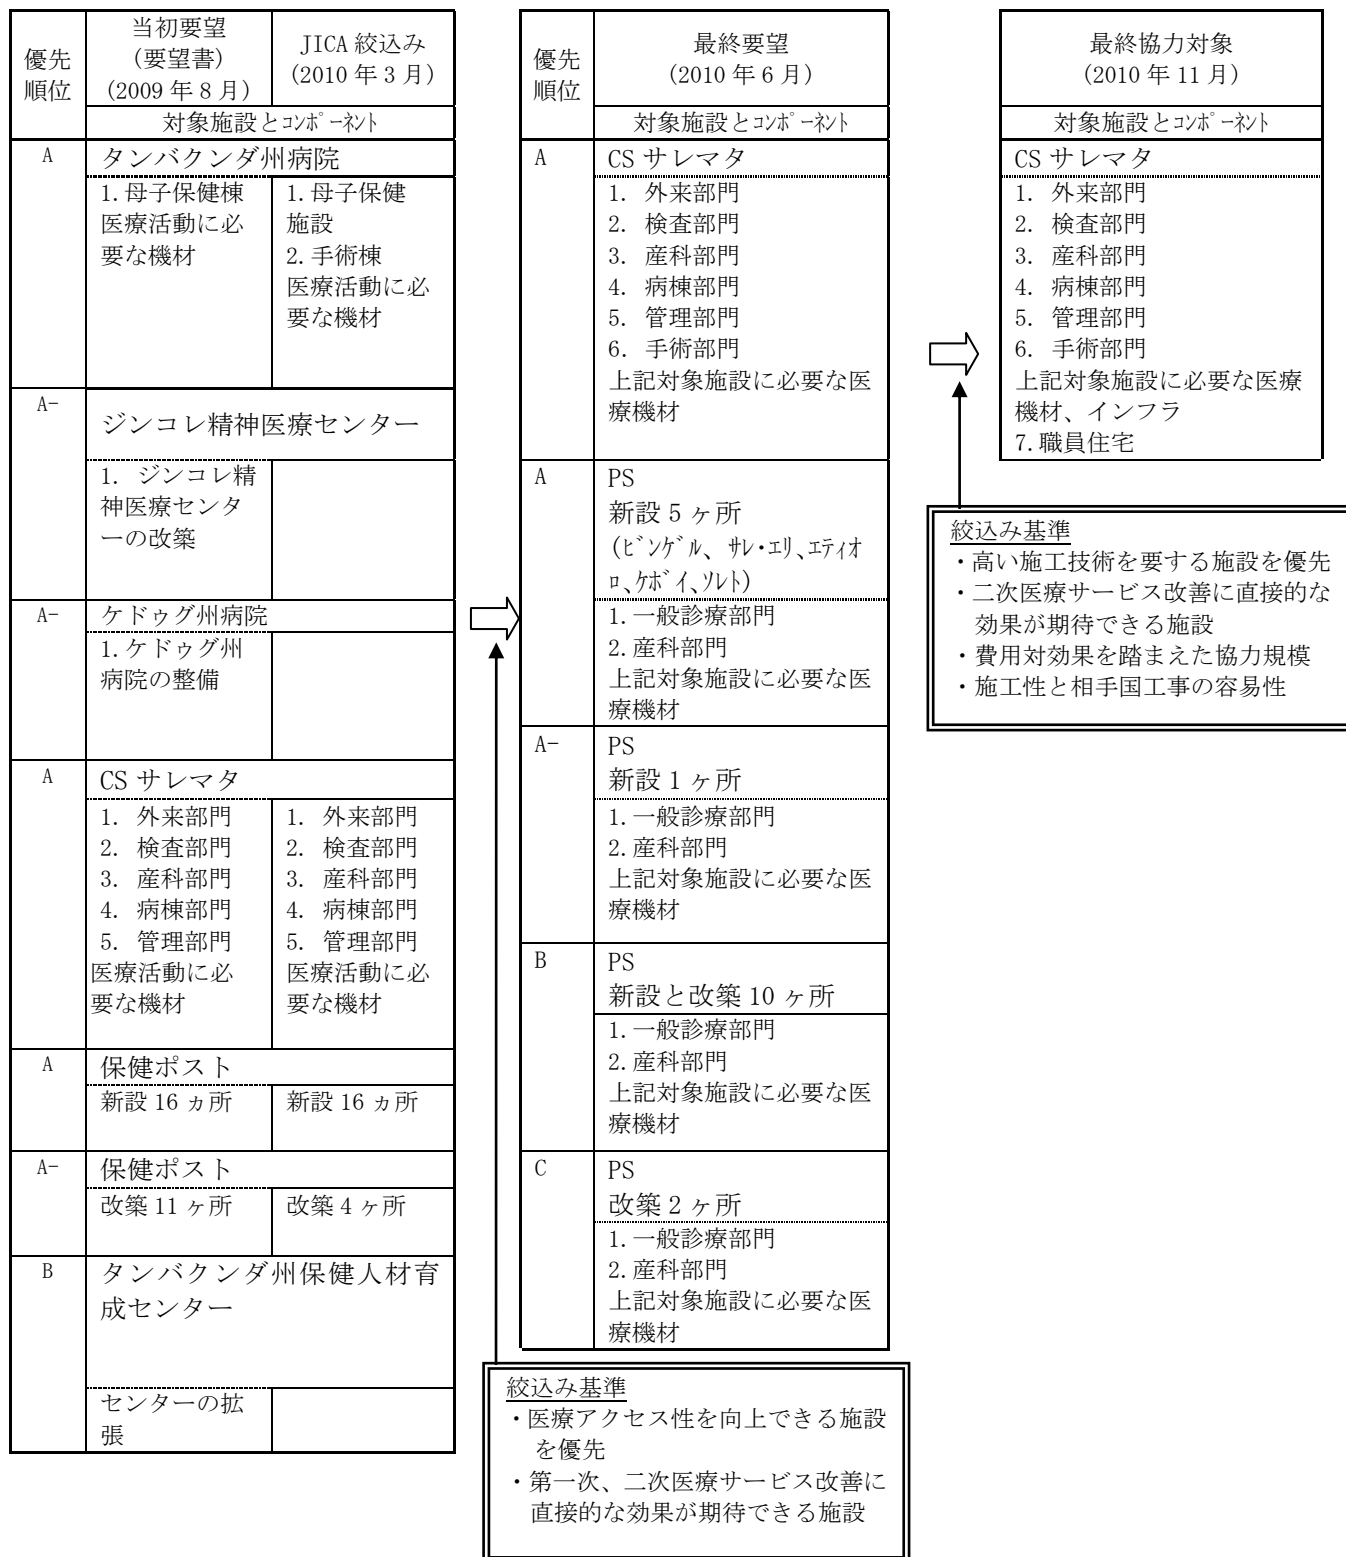 優先
順位
当初要望
(要望書)
(2009 年 8 月)
JICA 絞込み
(2010 年 3 月)
対象施設とｺﾝﾎﾟｰﾈﾝﾄ
A
タンバクンダ州病院
1.母子保健棟
医療活動に必
要な機材
1.母子保健
施設
2.手術棟
医療活動に必
要な機材
A-
ジンコレ精神医療センター
1. ジンコレ精
神医療センタ
ーの改築
A-
ケドゥグ州病院
1.ケドゥグ州
病院の整備
A
CS サレマタ
1. 外来部門
2. 検査部門
3. 産科部門
4. 病棟部門
5. 管理部門
医療活動に必
要な機材
1. 外来部門
2. 検査部門
3. 産科部門
4. 病棟部門
5. 管理部門
医療活動に必
要な機材
A
保健ポスト
新設 16 ヵ所
新設 16 ヵ所
A-
保健ポスト
改築 11 ヶ所
改築 4 ヶ所
B
タンバクンダ州保健人材育
成センター
センターの拡
張
優先
順位
最終要望
(2010 年 6 月)
対象施設とｺﾝﾎﾟｰﾈﾝﾄ
A
CS サレマタ
1. 外来部門
2. 検査部門
3. 産科部門
4. 病棟部門
5. 管理部門
6. 手術部門
上記対象施設に必要な医
療機材
A
PS
新設 5 ヶ所
(ﾋﾞﾝｹﾞﾙ、ｻﾚ・ｴﾘ、ｴﾃｨｵ
ﾛ、ｹﾎﾞｲ、ｿﾚﾄ)
1.一般診療部門
2.産科部門
上記対象施設に必要な医
療機材
A-
PS
新設 1 ヶ所
1.一般診療部門
2.産科部門
上記対象施設に必要な医
療機材
B
PS
新設と改築 10 ヶ所
1.一般診療部門
2.産科部門
上記対象施設に必要な医
療機材
C
PS
改築 2 ヶ所
1.一般診療部門
2.産科部門
上記対象施設に必要な医
療機材
絞込み基準
・医療アクセス性を向上できる施設
を優先
・第一次、二次医療サービス改善に
直接的な効果が期待できる施設
最終協力対象
(2010 年 11 月)
対象施設とｺﾝﾎﾟｰﾈﾝﾄ
CS サレマタ
1. 外来部門
2. 検査部門
3. 産科部門
4. 病棟部門
5. 管理部門
6. 手術部門
上記対象施設に必要な医療
機材、インフラ
7.職員住宅
絞込み基準
・高い施工技術を要する施設を優先
・二次医療サービス改善に直接的な
効果が期待できる施設
・費用対効果を踏まえた協力規模
・施工性と相手国工事の容易性